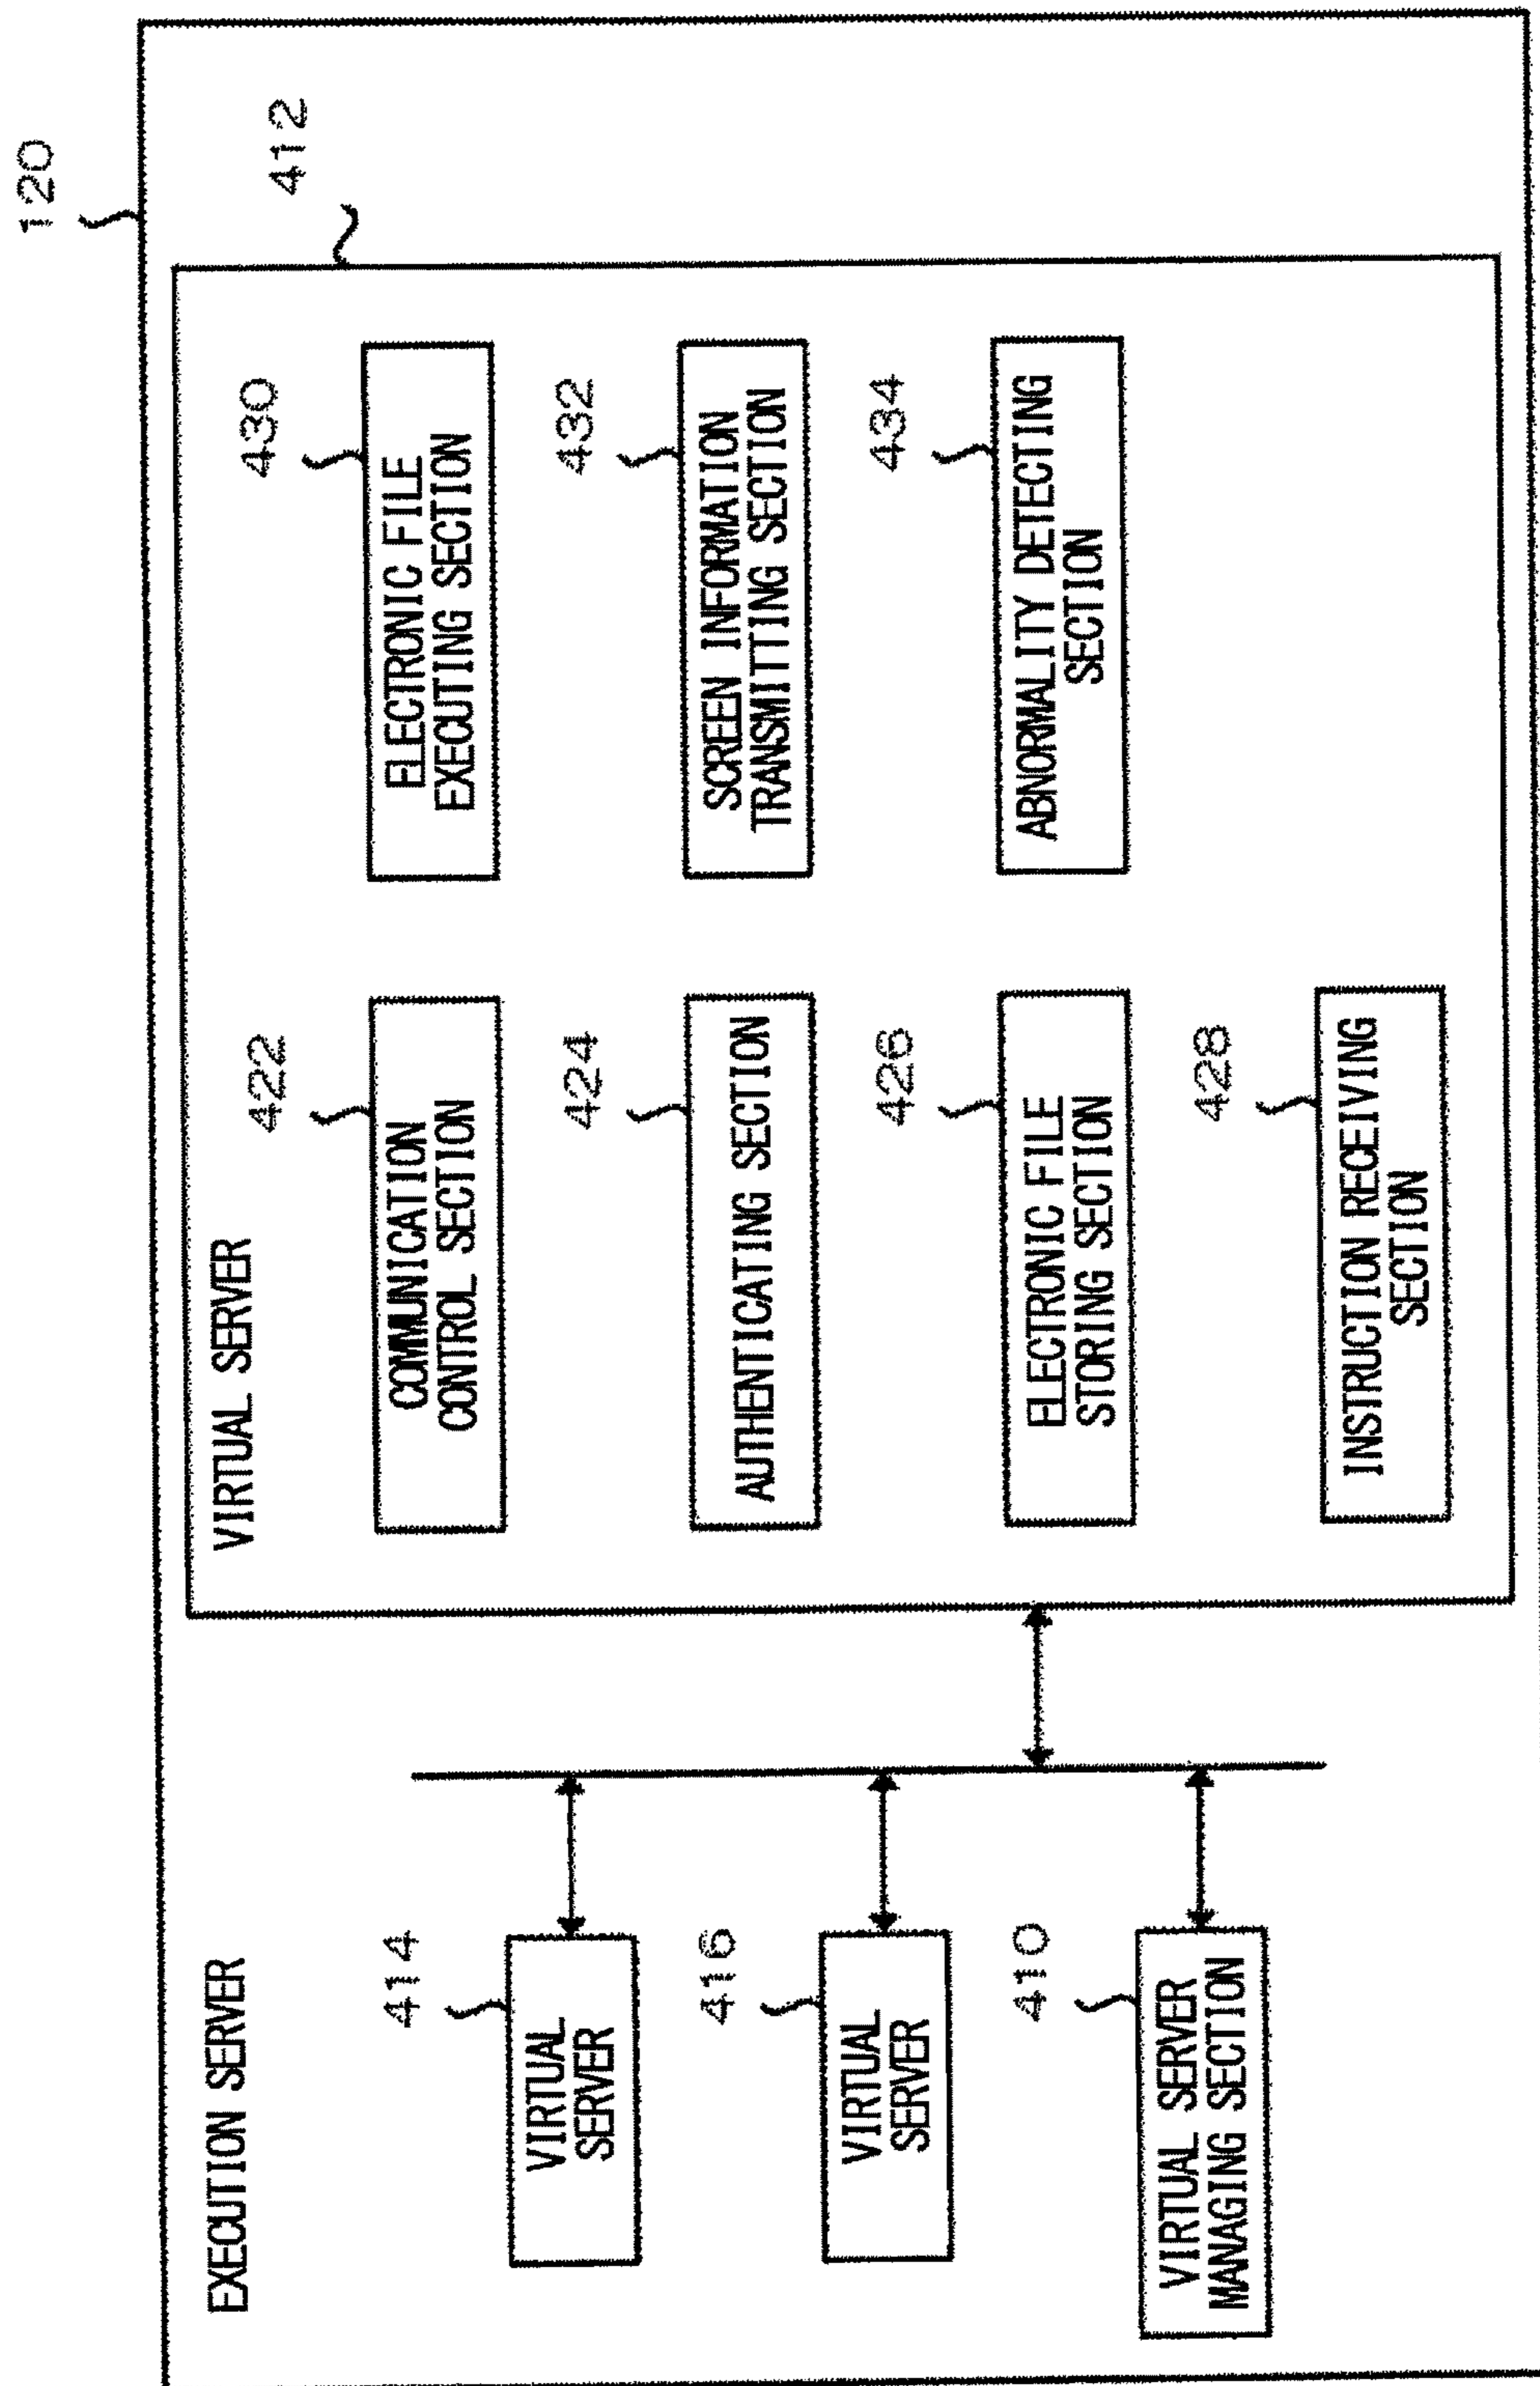 120
EXECUTION SERVER
414
VIRTUAL
SERVER
416
VIRTUAL
SERVER
410
VIRTUAL SERVER
MANAGING SECTION
412
VIRTUAL SERVER
422
COMMUNICATION
CONTROL SECTION
424
AUTHENTICATING SECTION
426
ELECTRONIC FILE
STORING SECTION
428
INSTRUCTION RECEIVING
SECTION
430
ELECTRONIC FILE
EXECUTING SECTION
432
SCREEN INFORMATION
TRANSMITTING SECTION
434
ABNORMALITY DETECTING
SECTION